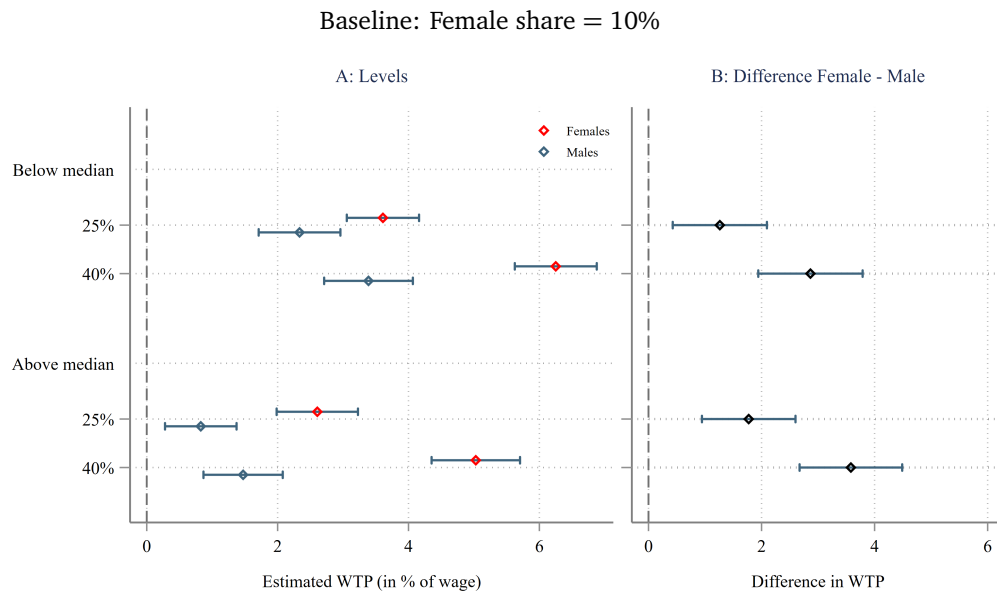 Baseline: Female share = 10%
A: Levels
B: Difference Female - Male
Females
Males
Below median
25%
40%
Above median
25%
40%
0 2 4 6
0 2 4 6
Estimated WTP (in % of wage)
Difference in WTP